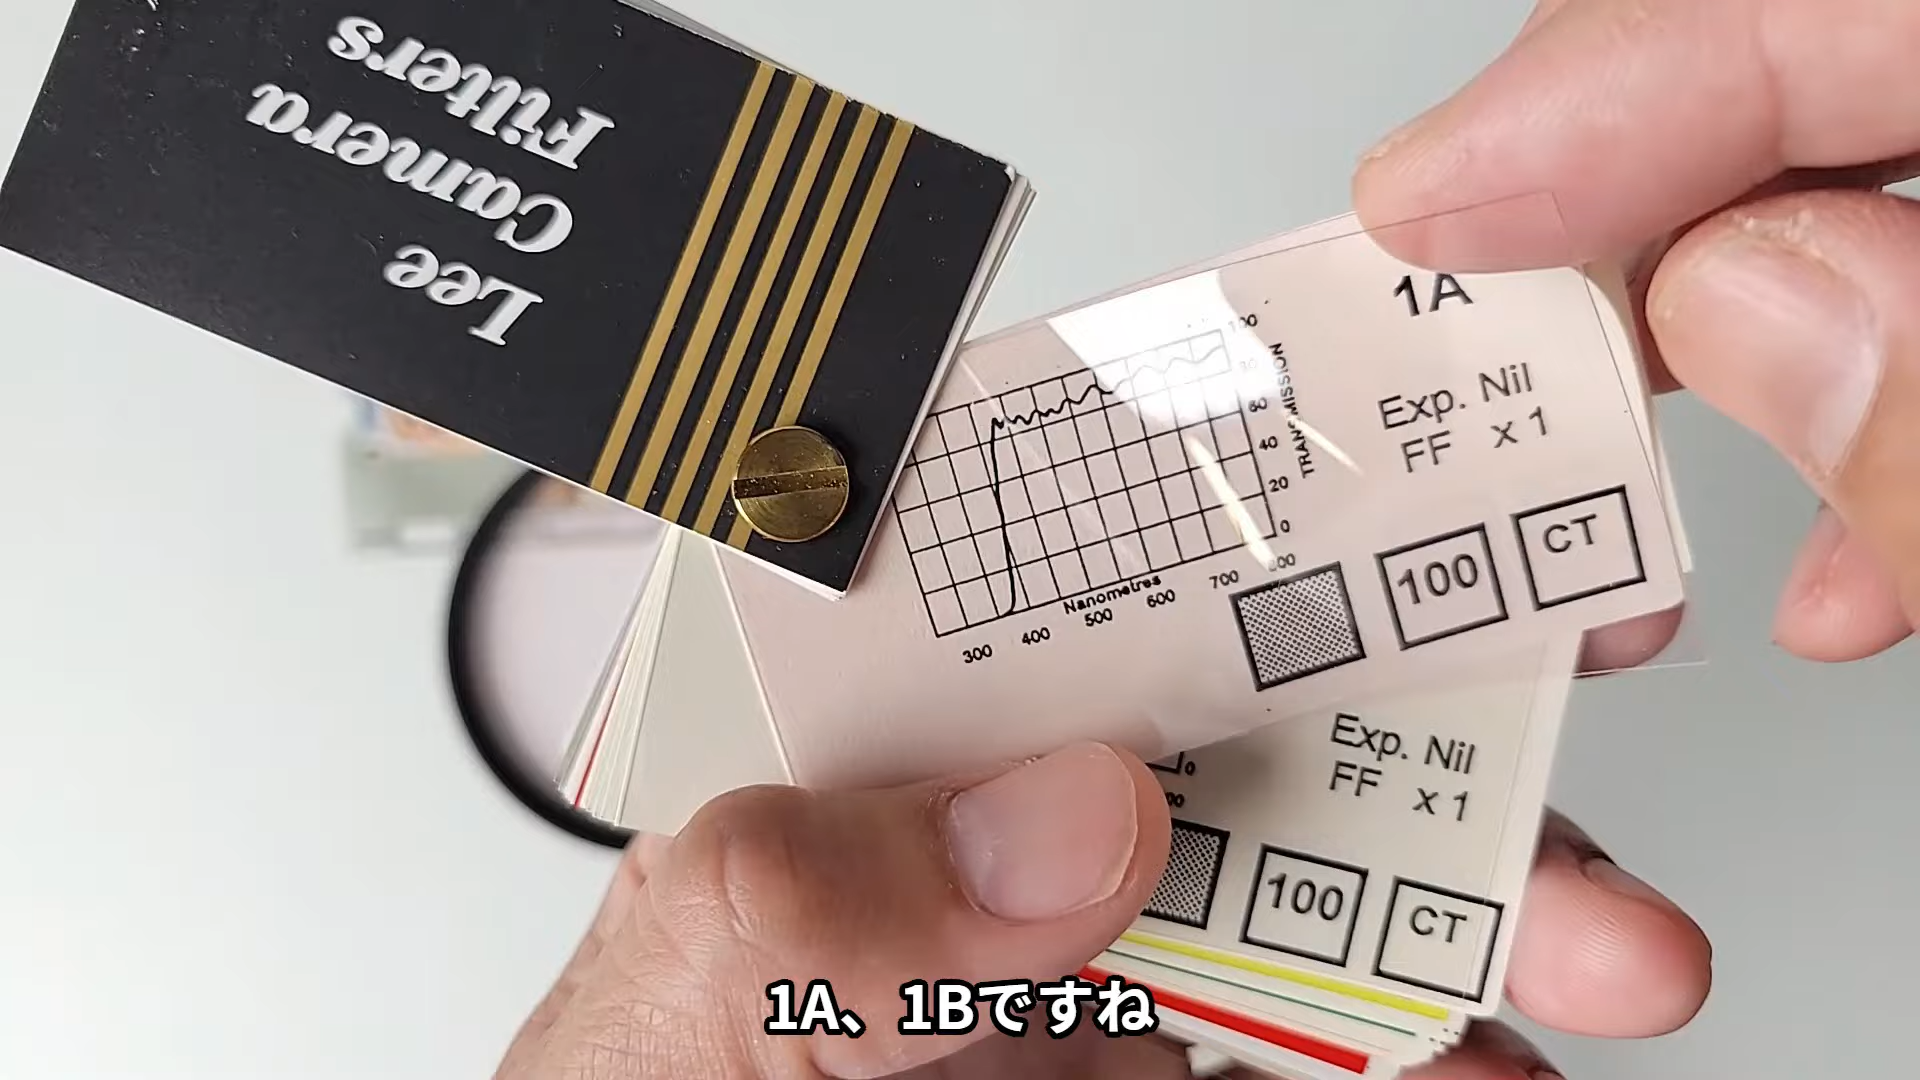 Lee
Camera
Filters
1A
Exp. Nil
FF x 1
100
80
60
40
20
0
TRANSMISSION
300 400 500 600 700 800
Nanometres
100
CT
Exp. Nil
FF x 1
0
100
CT
1A、1Bですね